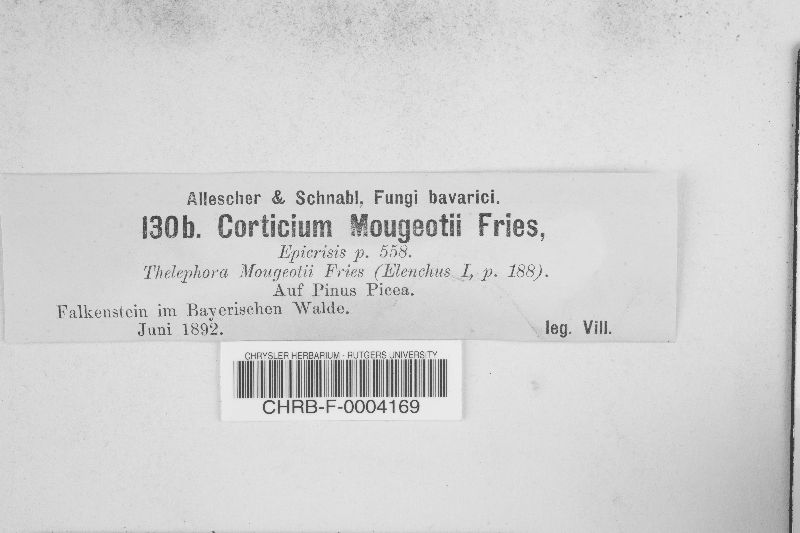 Allescher & Schnabl, Fungi bavarici.
130b. Corticium Mougeotii Fries,
Epicrisis p. 558.
Thelephora Mougeotii Fries (Elenchus I, p. 188).
Auf Pinus Picea.
Falkenstein im Bayerischen Walde.
Juni 1892.
leg. Vill.
CHRYSLER HERBARIUM - RUTGERS UNIVERSITY
CHRB-F-0004169